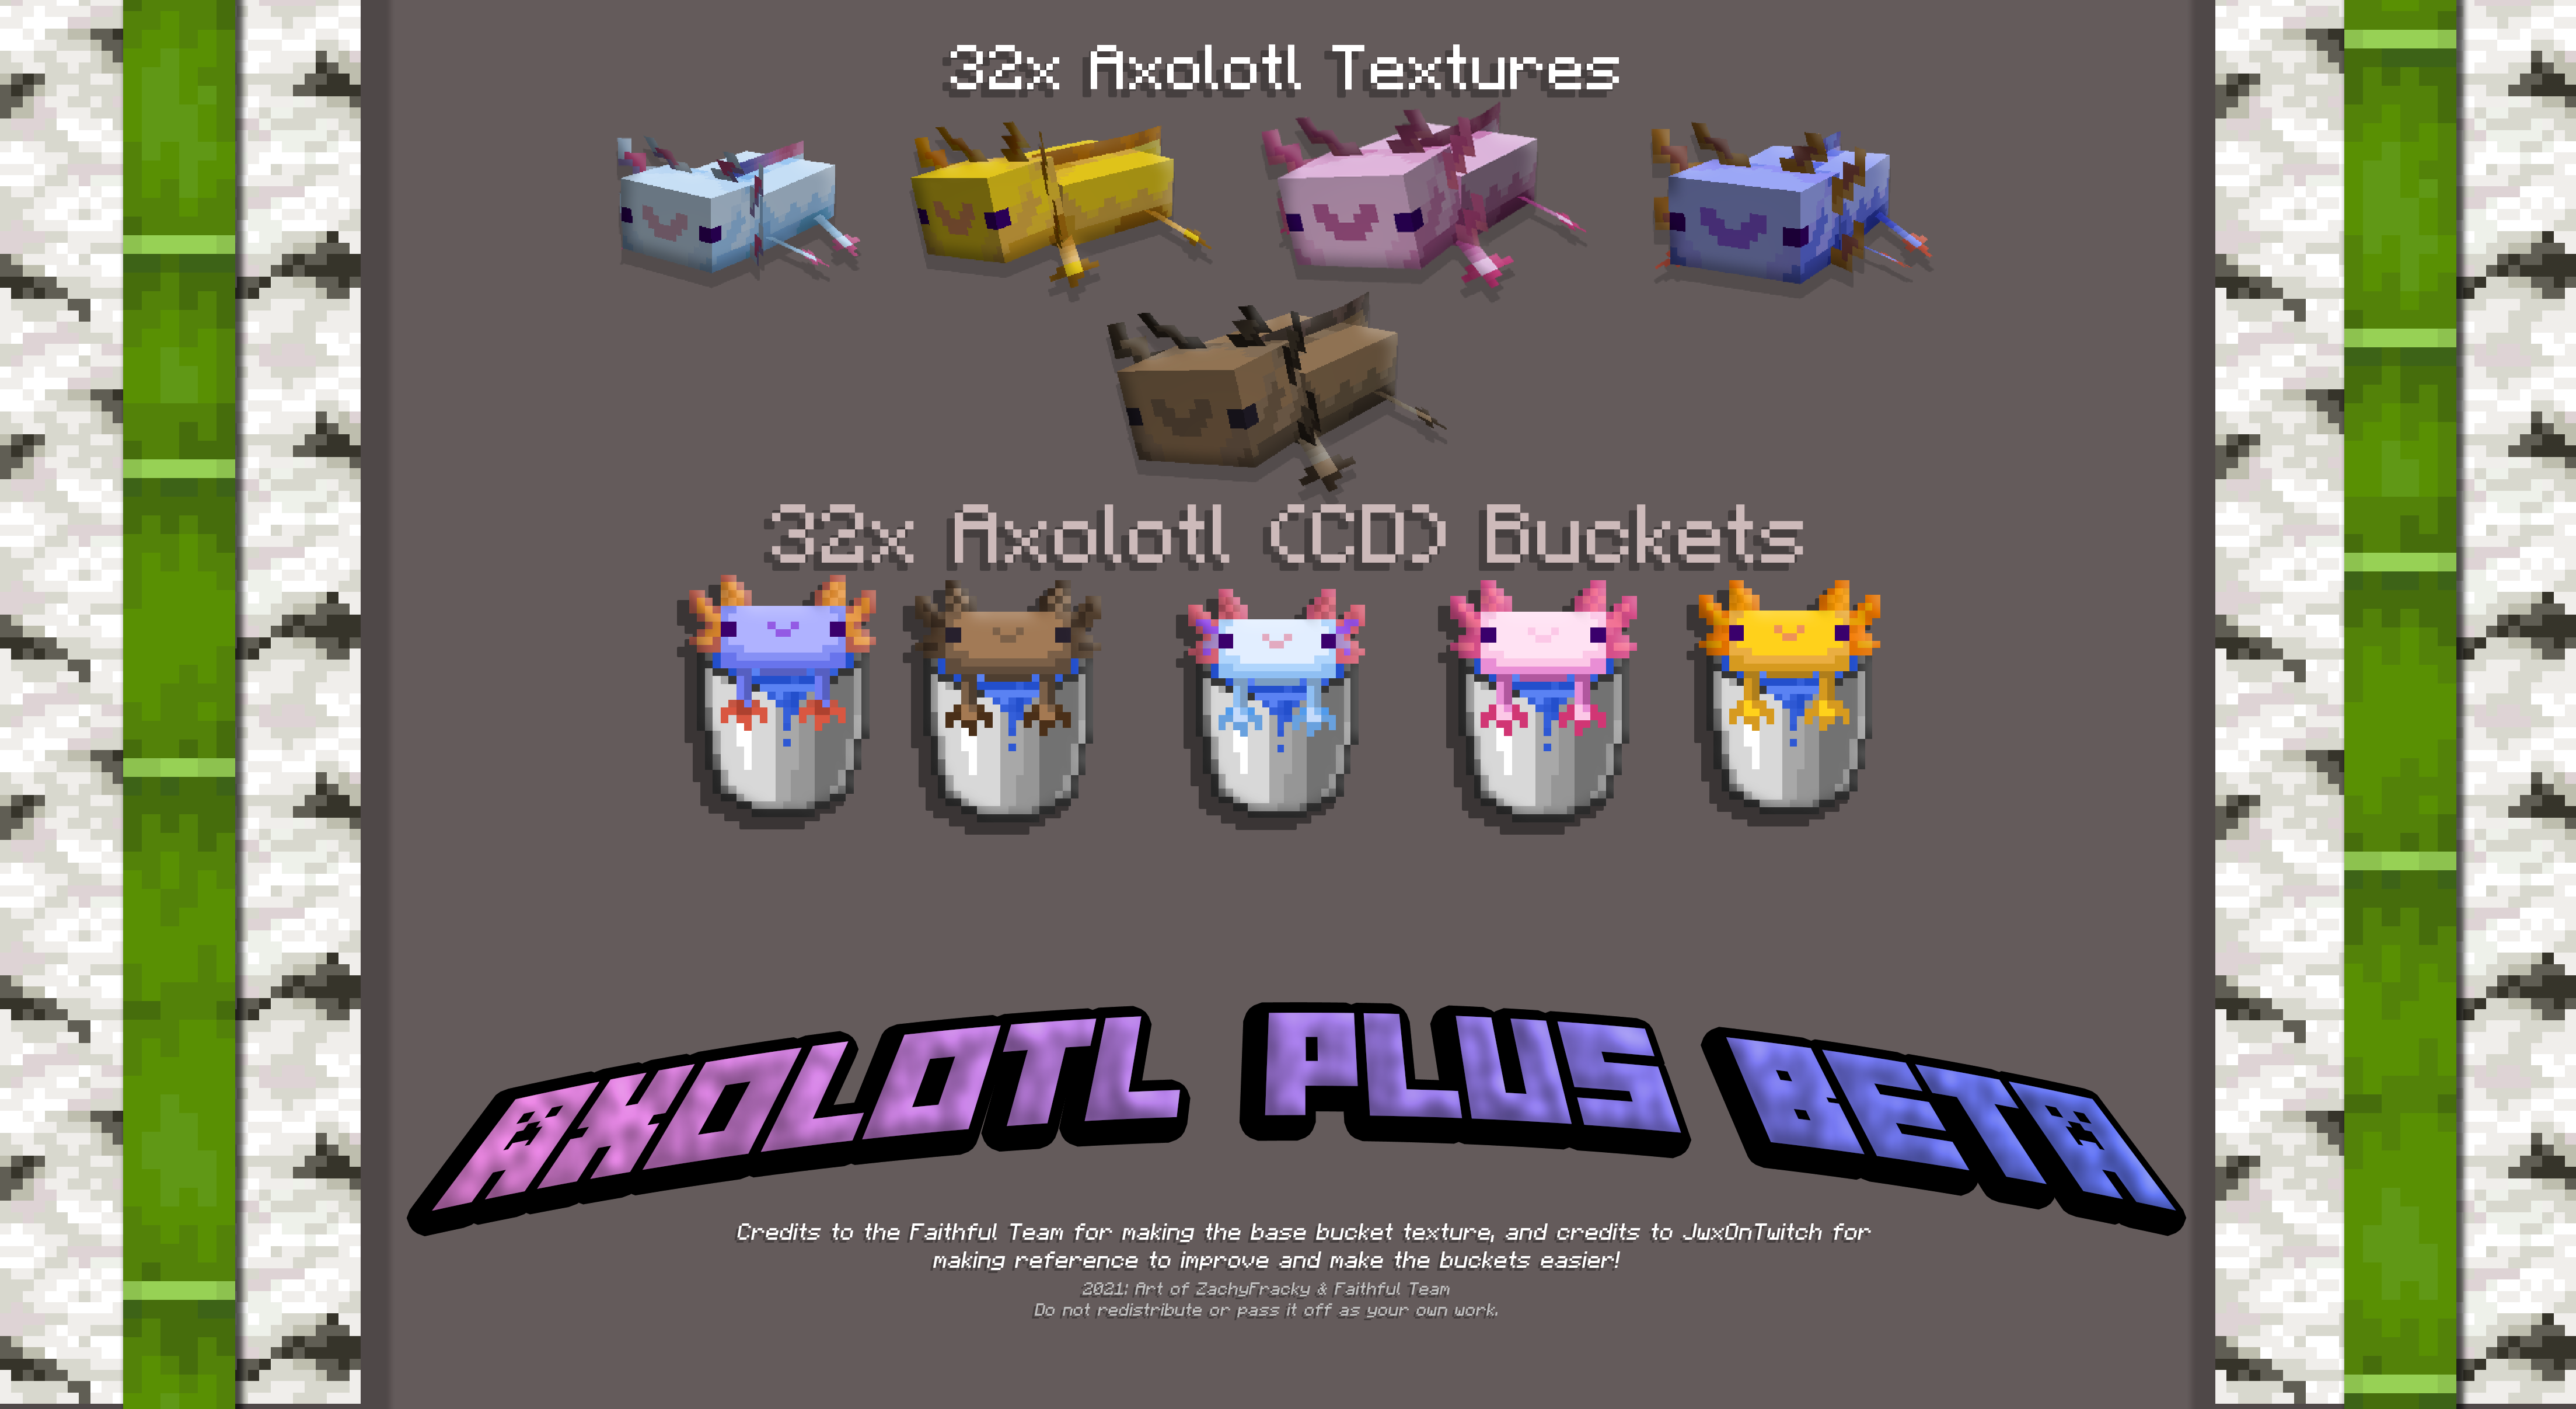 32x Axolotl Textures
32x Axolotl (CD) Buckets
AXOLOTL PLUS BETA
Credits to the Faithful Team for making the base bucket texture, and credits to JwxOnTwitch for
making reference to improve and make the buckets easier!
2021: Art of ZachyFracky & Faithful Team
Do not redistribute or pass it off as your own work.